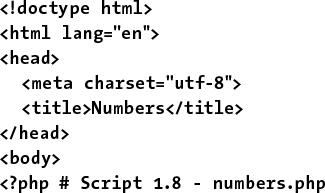 <!doctype html>
<html lang="en">
<head>
  <meta charset="utf-8">
  <title>Numbers</title>
</head>
<body>
<?php # Script 1.8 - numbers.php